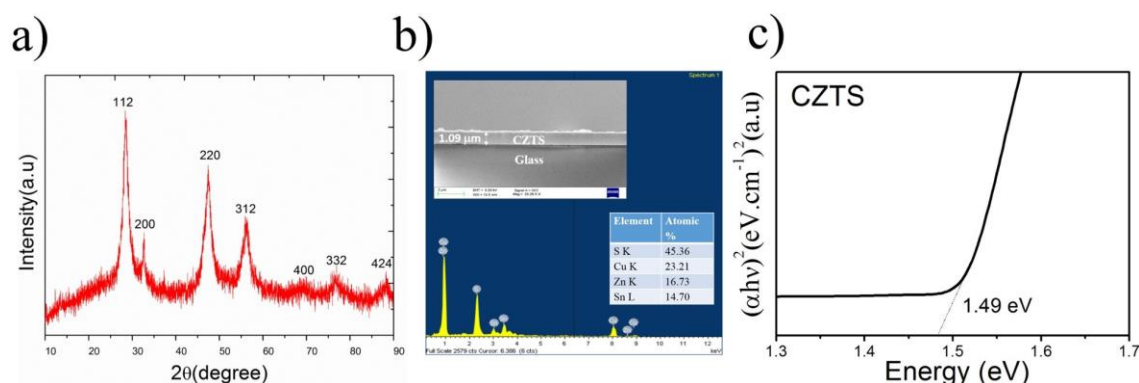 a)
112
200
220
312
400
332
424
Intensity(a.u)
10 20 30 40 50 60 70 80 90
2θ(degree)
b)
Spectrum 1
1.09 μm
CZTS
Glass
Element Atomic %
S K 45.36
Cu K 23.21
Zn K 16.73
Sn L 14.70
1 2 3 4 5 6 7 8 9 10 11 12
Full Scale 2579 cts Cursor: 6.386 (6 cts) keV
c)
CZTS
(αhν)²(eV.cm⁻¹)²(a.u)
1.49 eV
1.3 1.4 1.5 1.6 1.7
Energy (eV)